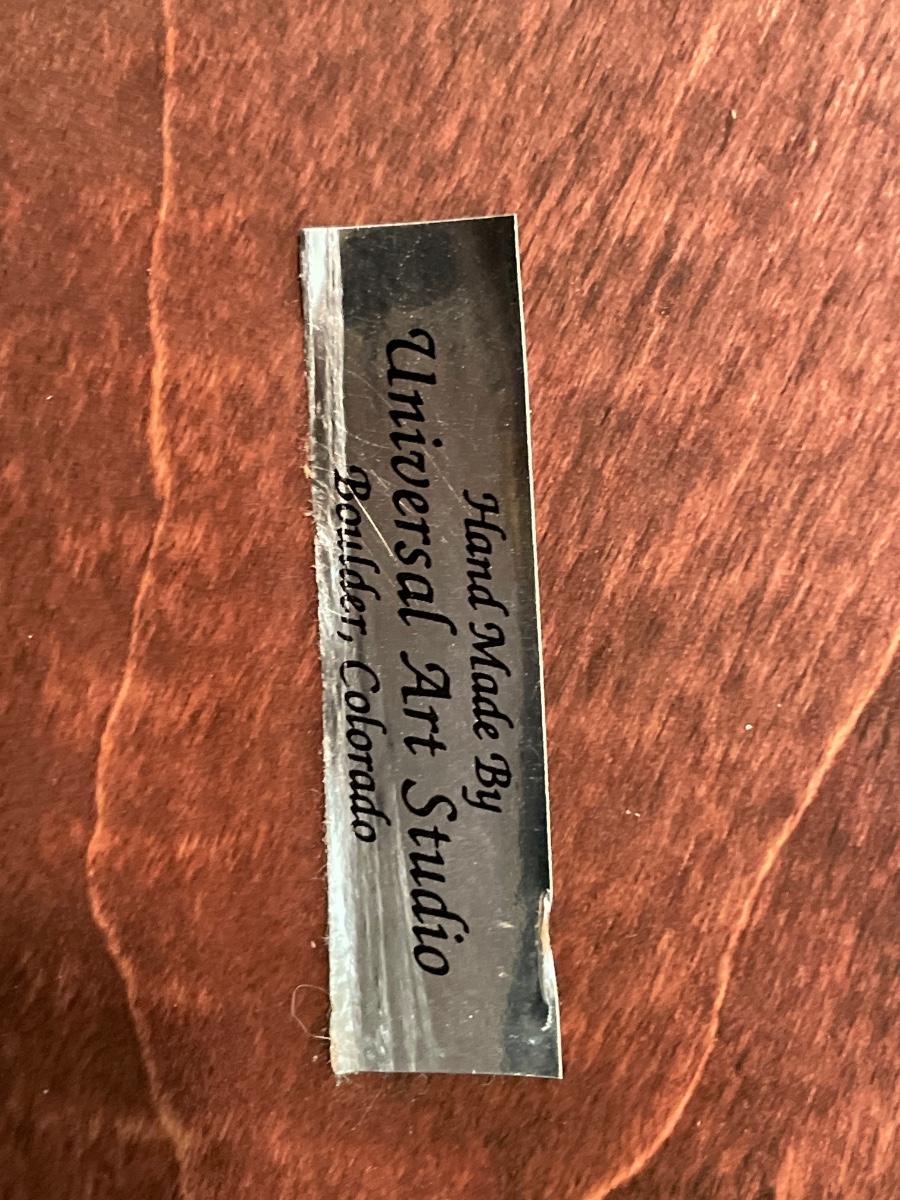 Hand Made By
Universal Art Studio
Boulder, Colorado